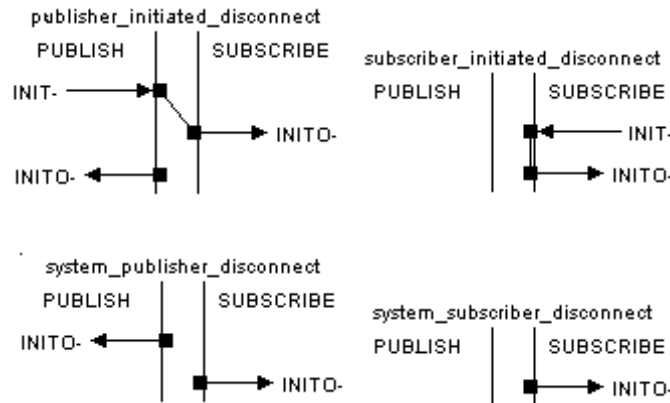 publisher_initiated_disconnect
PUBLISH SUBSCRIBE
INIT-
INITO-
INITO-
subscriber_initiated_disconnect
PUBLISH SUBSCRIBE
INIT-
INITO-
system_publisher_disconnect
PUBLISH SUBSCRIBE
INITO-
INITO-
system_subscriber_disconnect
PUBLISH SUBSCRIBE
INITO-